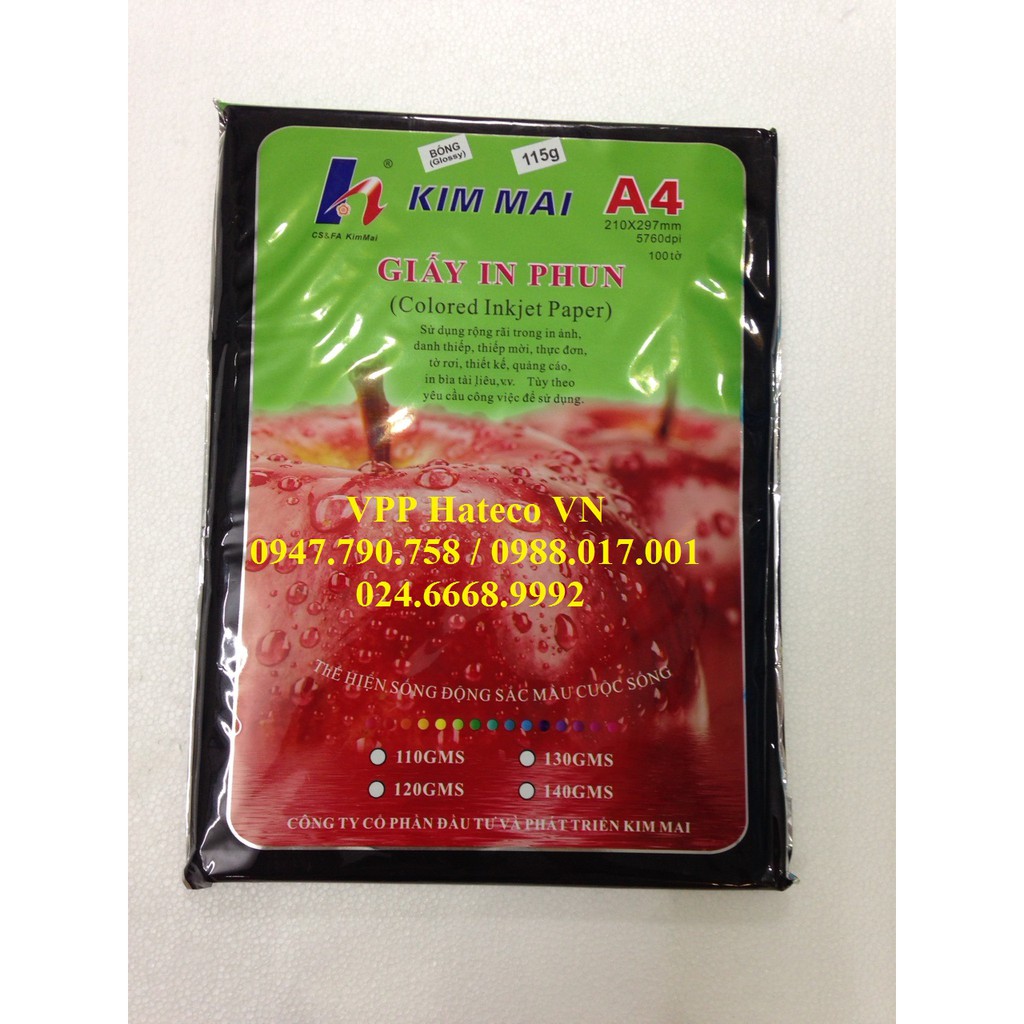 BÓNG
(Glossy)
115g
®
CS&FA KimMai
KIM MAI
A4
210X297mm
5760dpi
100 tờ
GIẤY IN PHUN
(Colored Inkjet Paper)
Sử dụng rộng rãi trong in ảnh,
danh thiếp, thiếp mời, thực đơn,
tờ rơi, thiết kế, quảng cáo,
in bìa tài liêu,v.v. Tùy theo
yêu cầu công việc để sử dụng.
VPP Hateco VN
0947.790.758 / 0988.017.001
024.6668.9992
THỂ HIỆN SỐNG ĐỘNG SẮC MÀU CUỘC SỐNG
110GMS
130GMS
120GMS
140GMS
CÔNG TY CỔ PHẦN ĐẦU TƯ VÀ PHÁT TRIỂN KIM MAI